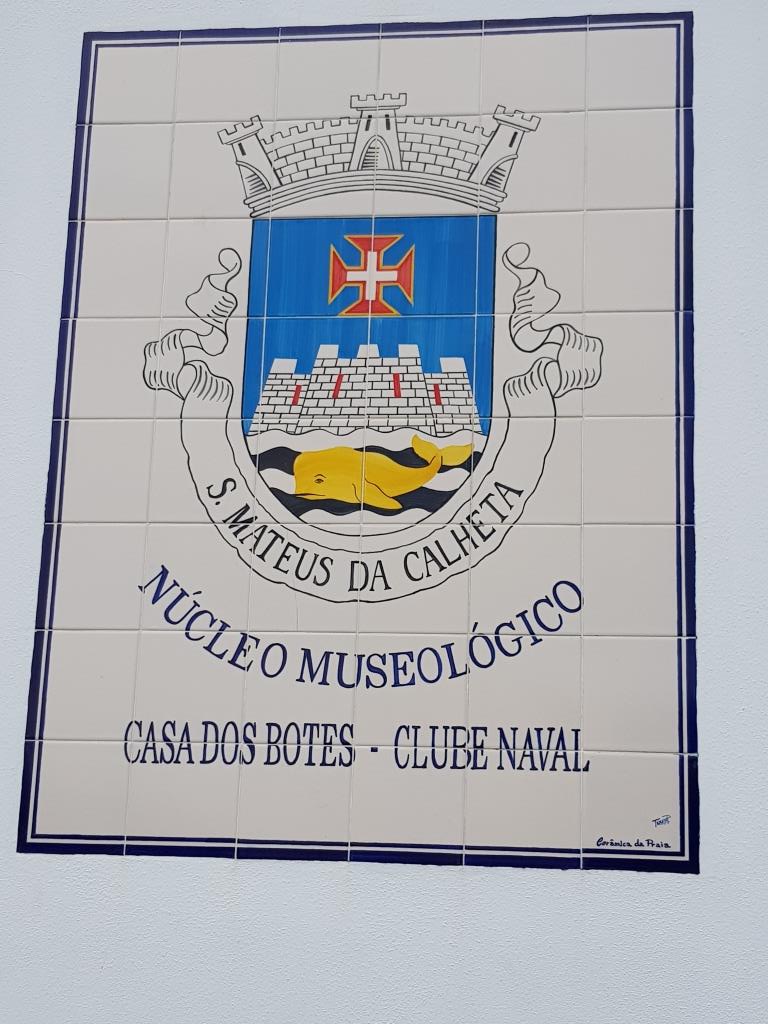 S. MATEUS DA CALHETA
NÚCLEO MUSEOLÓGICO
CASA DOS BOTES - CLUBE NAVAL
Cerâmica da Praia